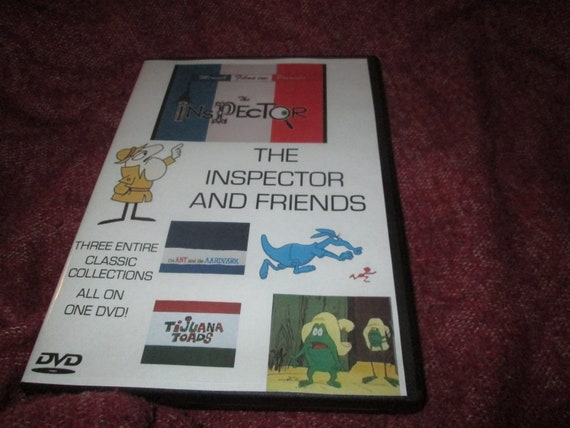 The
INSPECTOR
THE
INSPECTOR
AND FRIENDS
THREE ENTIRE
CLASSIC
COLLECTIONS
ALL ON
ONE DVD!
the ANT and the AARDVARK
TIJUANA
TOADS
DVD